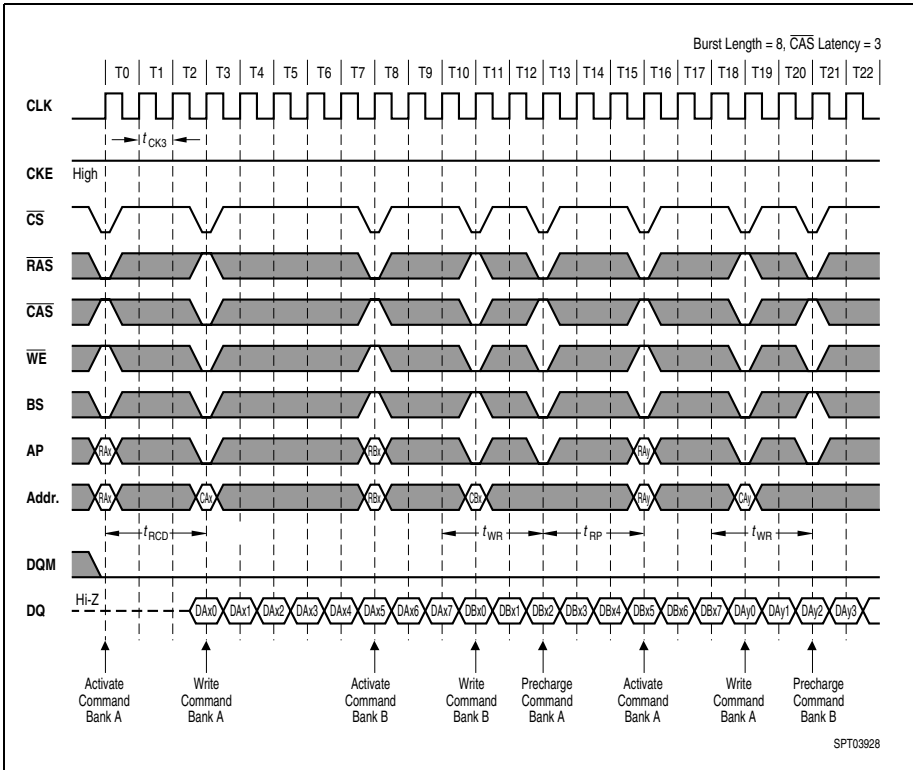 Burst Length = 8, CAS Latency = 3
T0 T1 T2 T3 T4 T5 T6 T7 T8 T9 T10 T11 T12 T13 T14 T15 T16 T17 T18 T19 T20 T21 T22
CLK
tCK3
CKE High
CS
RAS
CAS
WE
BS
AP RAx RBx RAy
Addr. RAx CAx RBx CBx RAy CAy
tRCD tWR tRP tWR
DQM
Hi-Z
DQ DAx0 DAx1 DAx2 DAx3 DAx4 DAx5 DAx6 DAx7 DBx0 DBx1 DBx2 DBx3 DBx4 DBx5 DBx6 DBx7 DAy0 DAy1 DAy2 DAy3
Activate Write Activate Write Precharge Activate Write Precharge
Command Command Command Command Command Command Command Command
Bank A Bank A Bank B Bank B Bank A Bank A Bank A Bank B
SPT03928